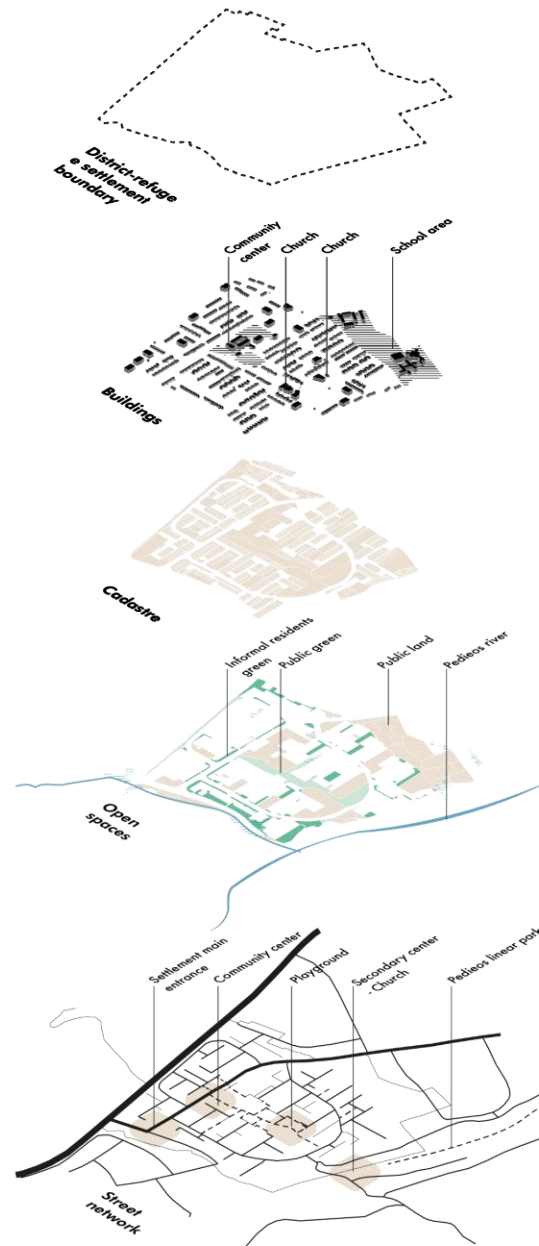 District-refuge
e settlement
boundary
Community
center
Church
Church
School area
Buildings
Cadastre
Informal residents
green
Public green
Public land
Pedieos river
Open
spaces
Settlement main
entrance
Community center
Playground
Secondary center
- Church
Pedieos linear park
Street
network